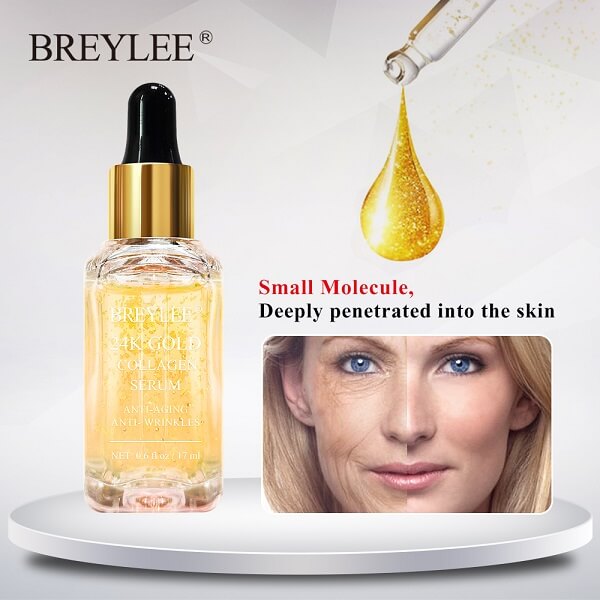 BREYLEE®
Small Molecule,
Deeply penetrated into the skin
BREYLEE
24K GOLD
COLLAGEN
SERUM
ANTI-AGING
ANTI-WRINKLES
NET: 0.6 fl.oz / 17 ml